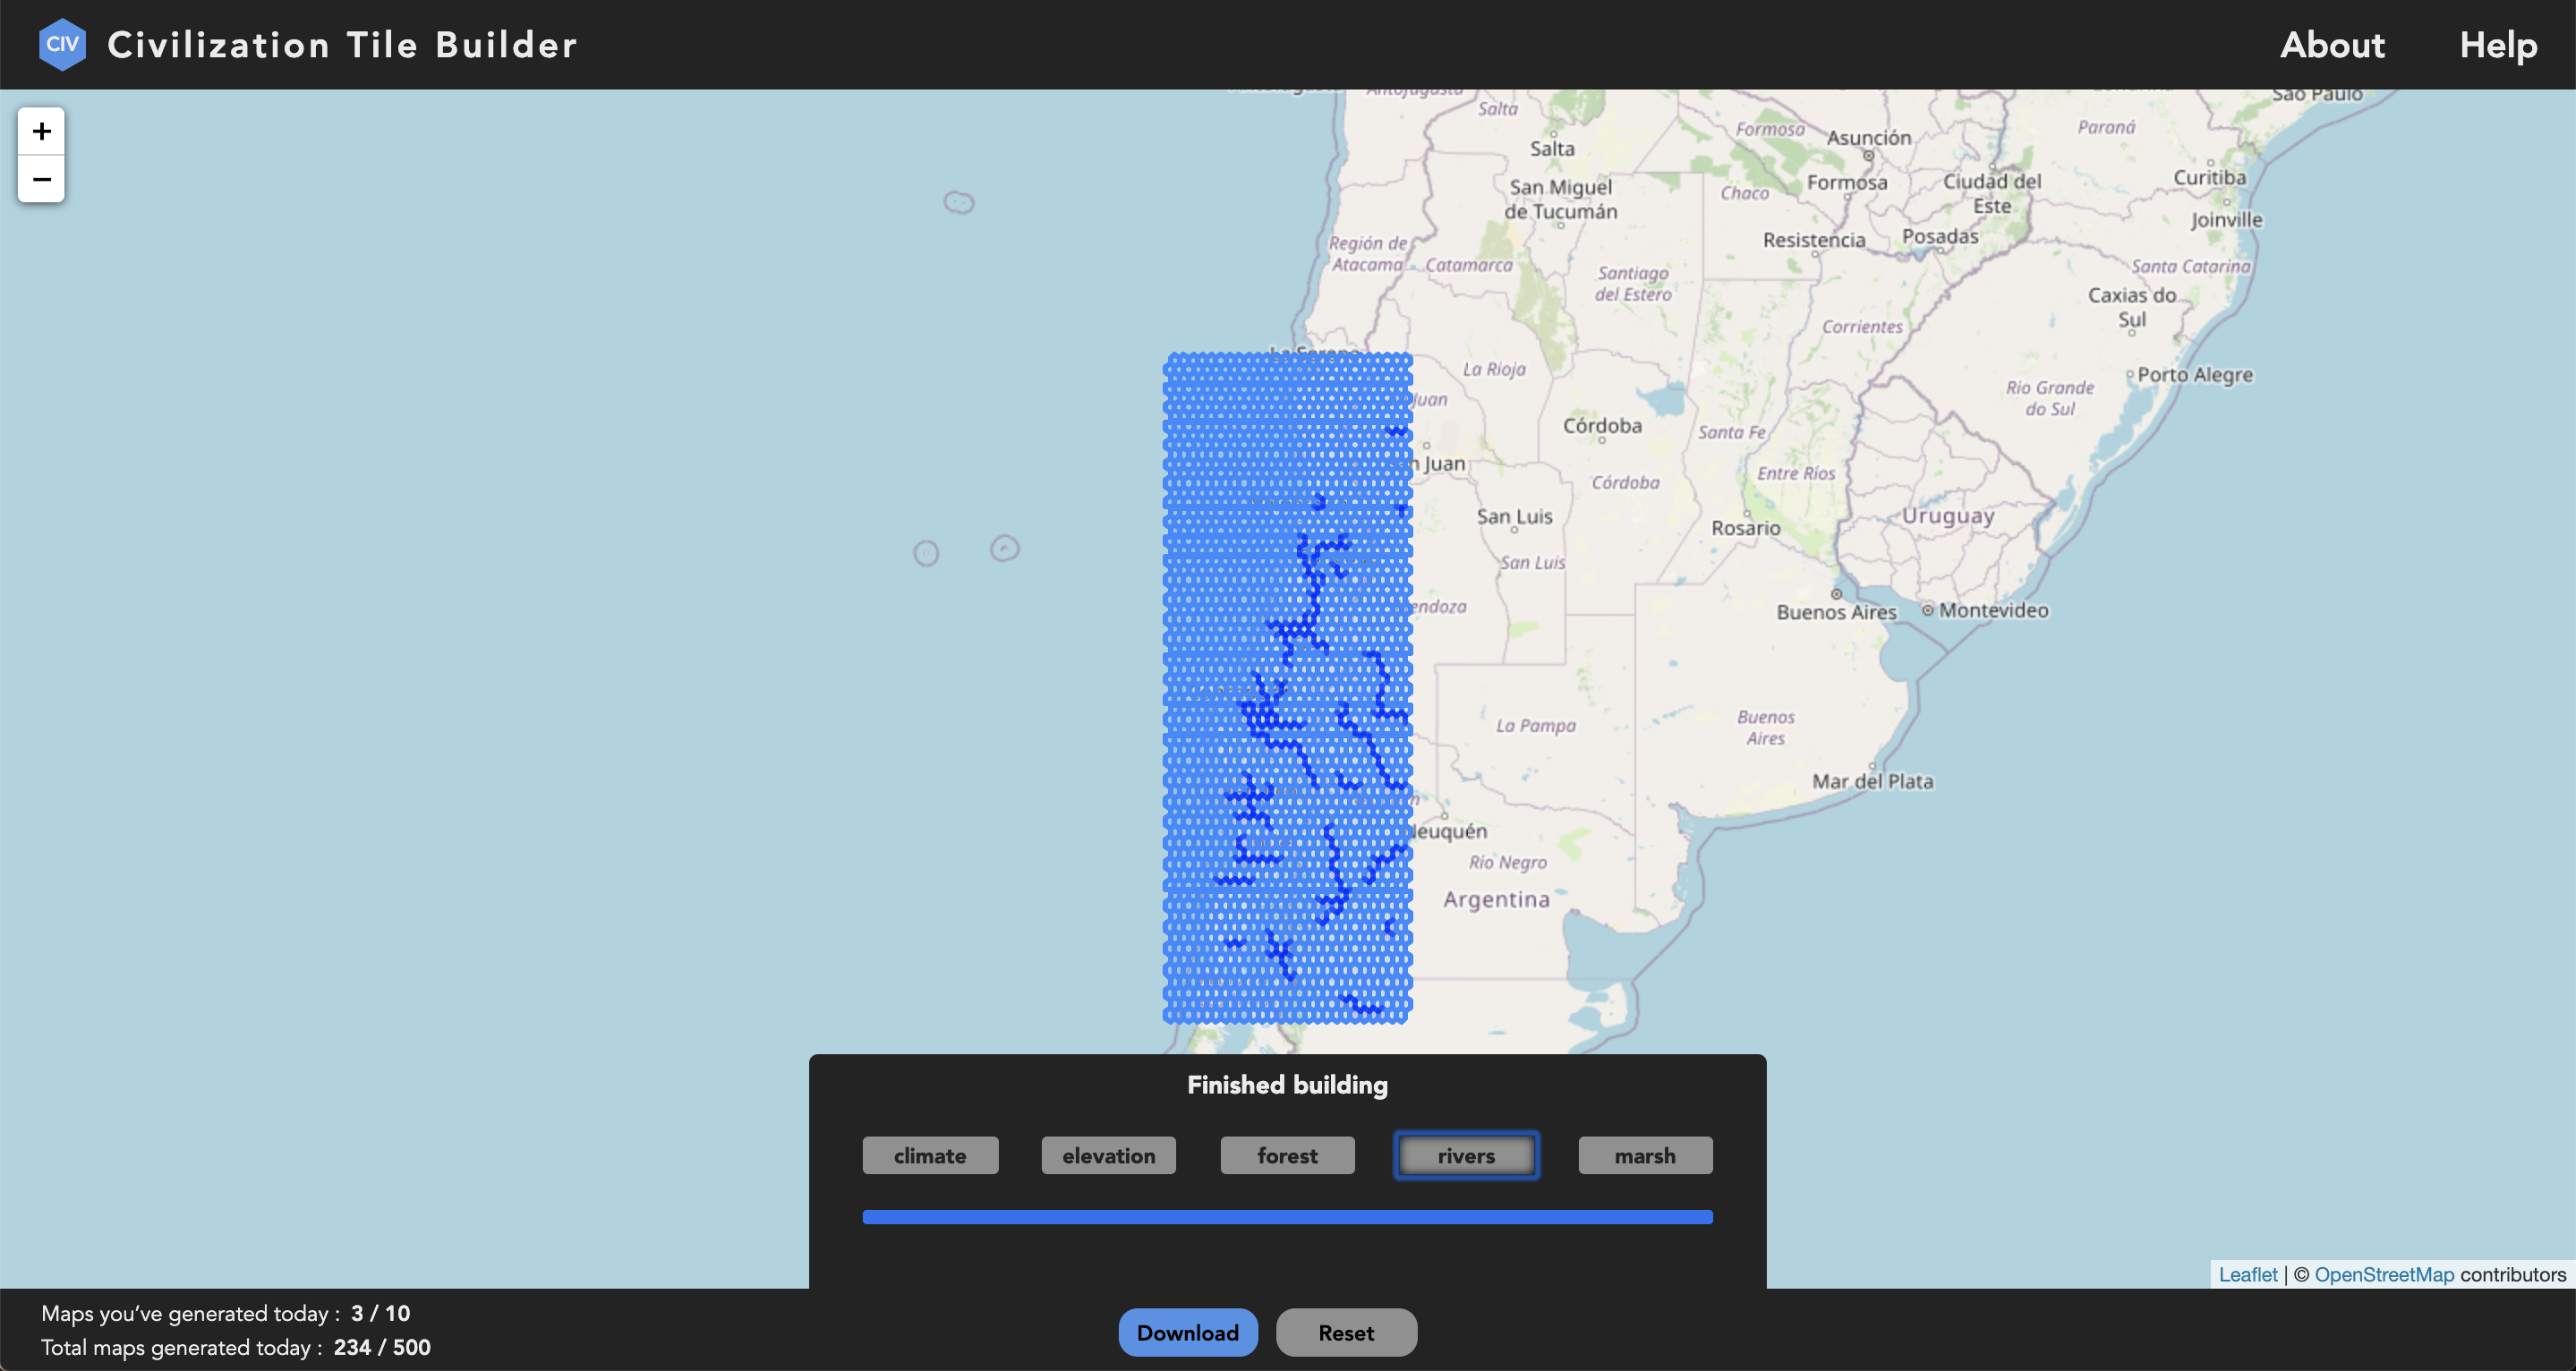 CIV
Civilization Tile Builder
About
Help
+
−
Antofagasta
São Paulo
Salta
Paraná
Formosa
Asunción
Salta
San Miguel
de Tucumán
Chaco
Formosa
Ciudad del
Este
Curitiba
Joinville
Resistencia
Posadas
Región de
Atacama
Catamarca
Santiago
del Estero
Santa Catarina
Caxias do
Sul
Corrientes
La Serena
La Rioja
Rio Grande
do Sul
Porto Alegre
Juan
Córdoba
Santa Fe
n Juan
Córdoba
Entre Ríos
San Luis
Rosario
Uruguay
San Luis
endoza
Buenos Aires
Montevideo
La Pampa
Buenos
Aires
Mar del Plata
Neuquén
Río Negro
Argentina
Finished building
climate
elevation
forest
rivers
marsh
Leaflet | © OpenStreetMap contributors
Maps you've generated today : 3 / 10
Total maps generated today : 234 / 500
Download
Reset